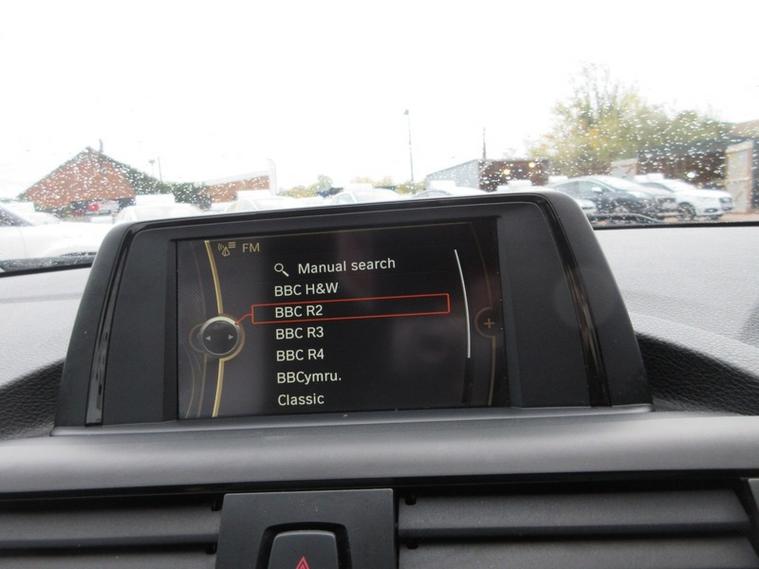 FM
Manual search
BBC H&W
BBC R2
BBC R3
BBC R4
BBCymru.
Classic